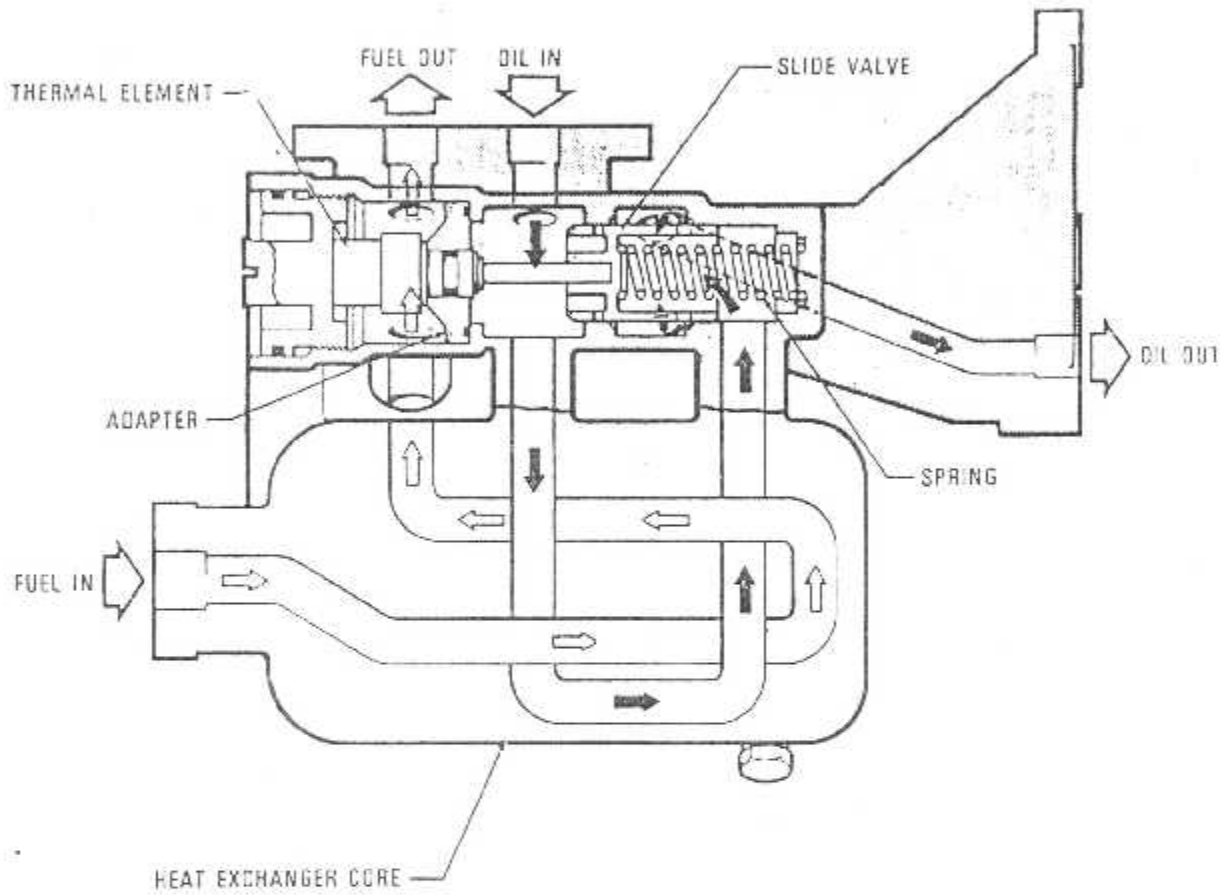 FUEL OUT
OIL IN
SLIDE VALVE
THERMAL ELEMENT
OIL OUT
ADAPTER
SPRING
FUEL IN
HEAT EXCHANGER CORE